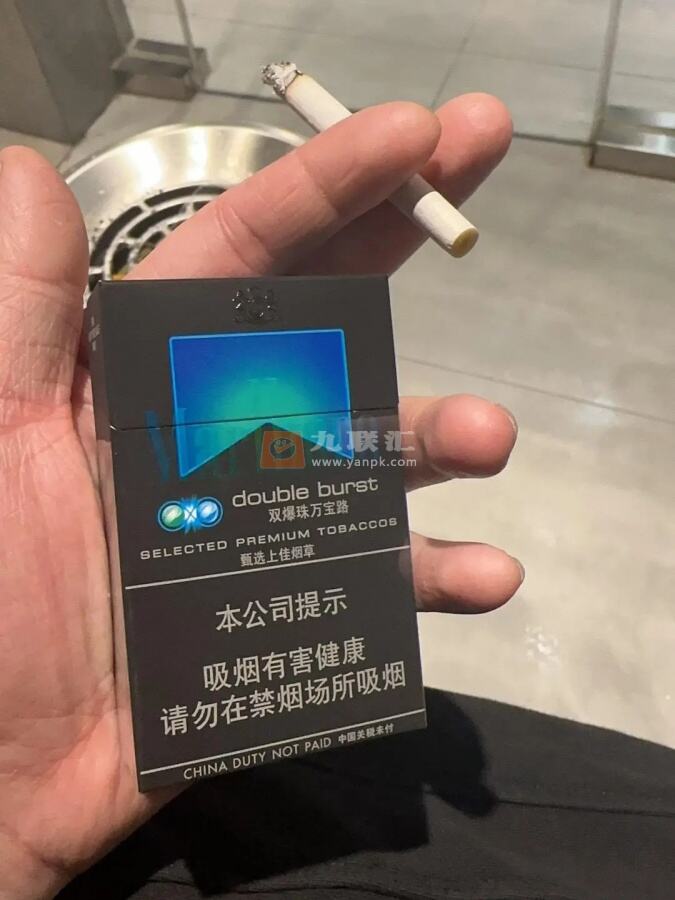 九联汇
www.yanpk.com
double burst
双爆珠万宝路
SELECTED PREMIUM TOBACCOS
甄选上佳烟草
本公司提示
吸烟有害健康
请勿在禁烟场所吸烟
CHINA DUTY NOT PAID 中国关税未付